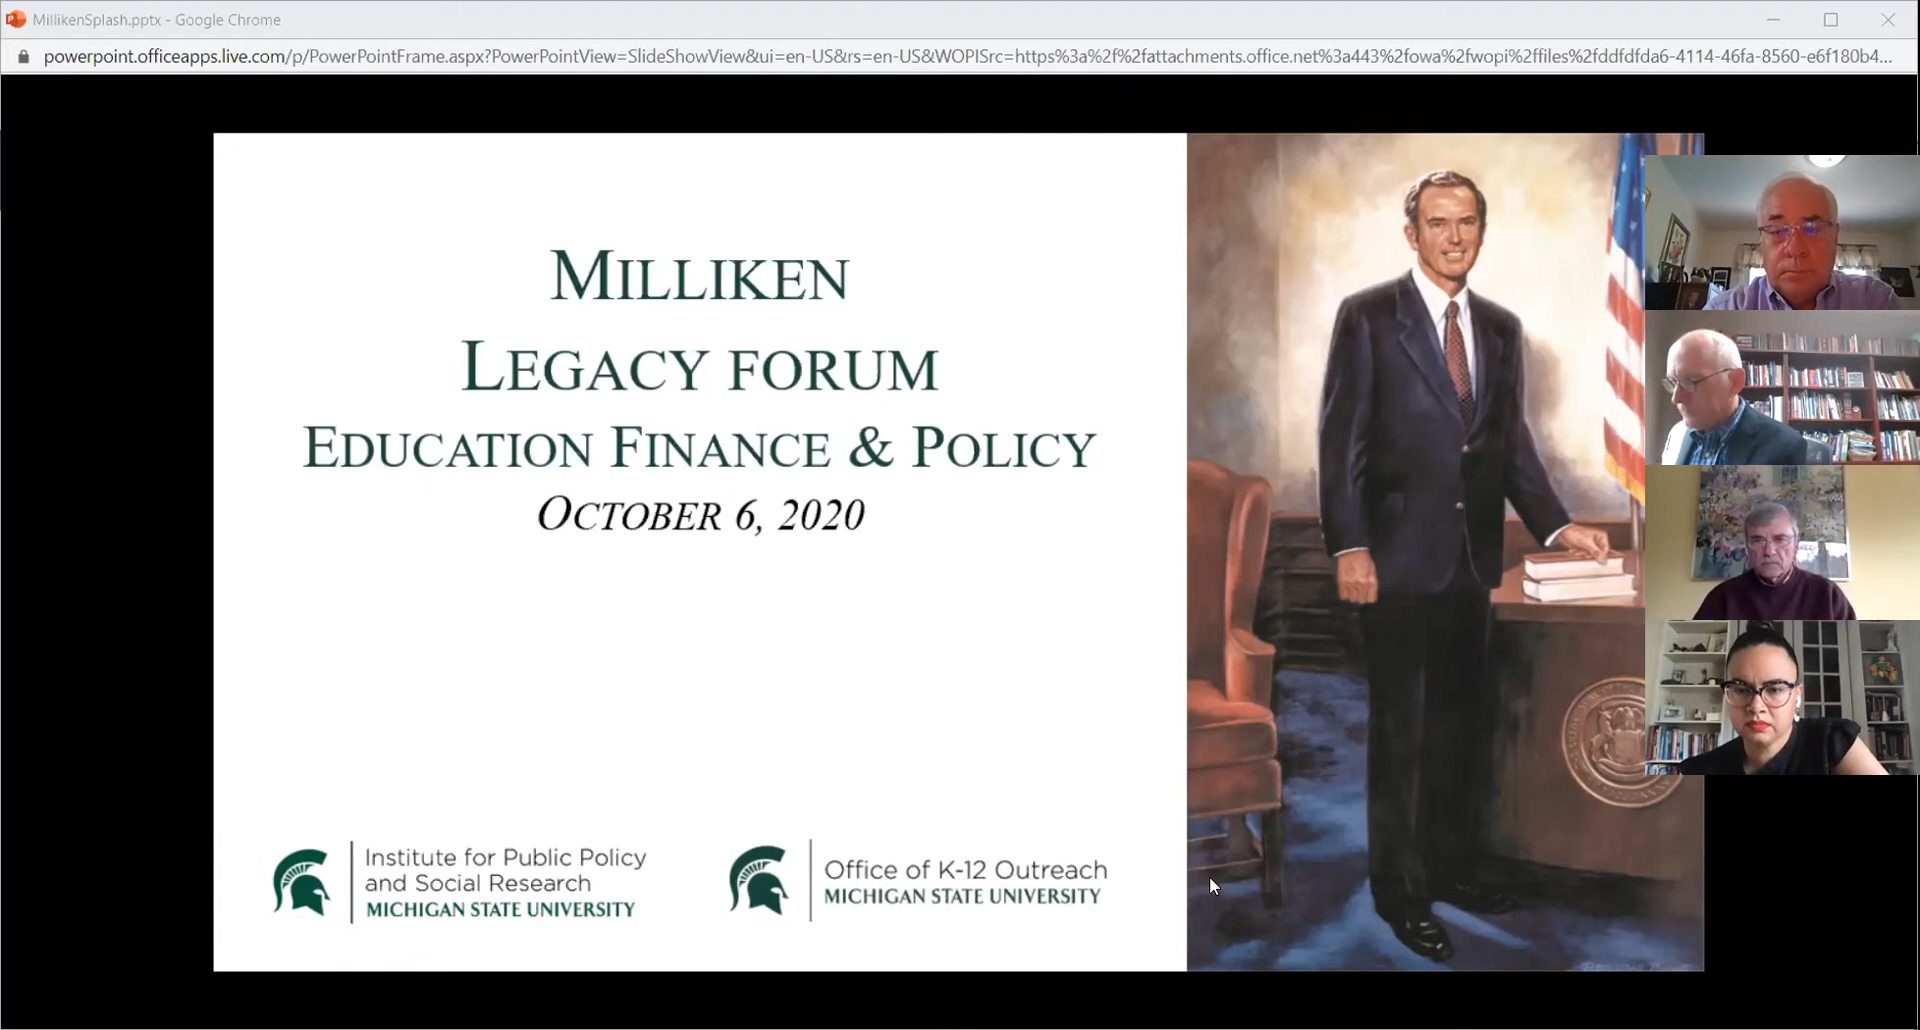 MillikenSplash.pptx - Google Chrome
powerpoint.officeapps.live.com/p/PowerPointFrame.aspx?PowerPointView=SlideShowView&ui=en-US&rs=en-US&WOPISrc=https%3a%2f%2fattachments.office.net%3a443%2fowa%2fwopi%2ffiles%2fddfdfda6-4114-46fa-8560-e6f180b4...
MILLIKEN
LEGACY FORUM
EDUCATION FINANCE & POLICY
OCTOBER 6, 2020
Institute for Public Policy
and Social Research
MICHIGAN STATE UNIVERSITY
Office of K-12 Outreach
MICHIGAN STATE UNIVERSITY